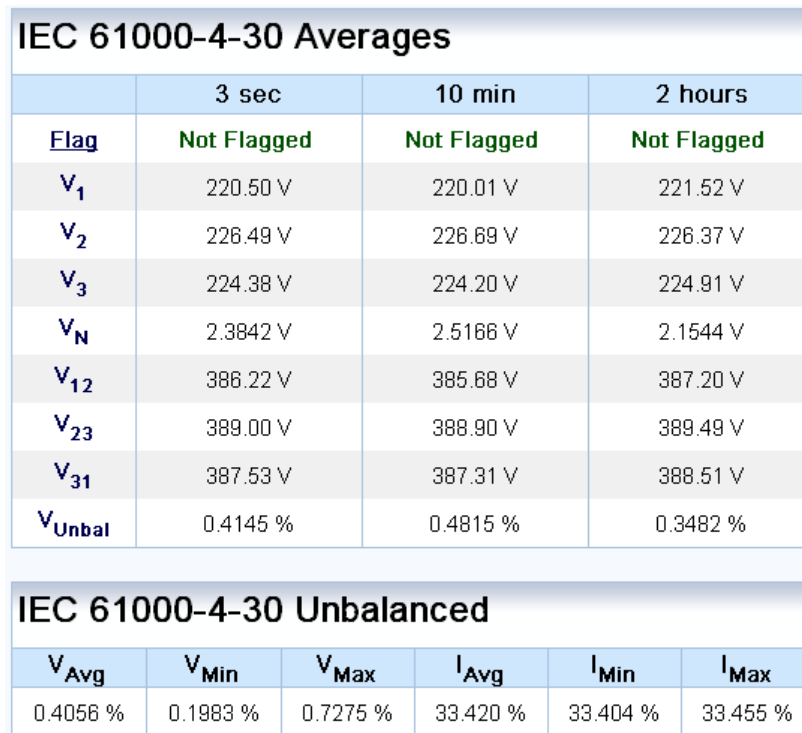 IEC 61000-4-30 Averages
3 sec 10 min 2 hours
Flag Not Flagged Not Flagged Not Flagged
V1 220.50 V 220.01 V 221.52 V
V2 226.49 V 226.69 V 226.37 V
V3 224.38 V 224.20 V 224.91 V
VN 2.3842 V 2.5166 V 2.1544 V
V12 386.22 V 385.68 V 387.20 V
V23 389.00 V 388.90 V 389.49 V
V31 387.53 V 387.31 V 388.51 V
VUnbal 0.4145 % 0.4815 % 0.3482 %
IEC 61000-4-30 Unbalanced
VAvg VMin VMax IAvg IMin IMax
0.4056 % 0.1983 % 0.7275 % 33.420 % 33.404 % 33.455 %